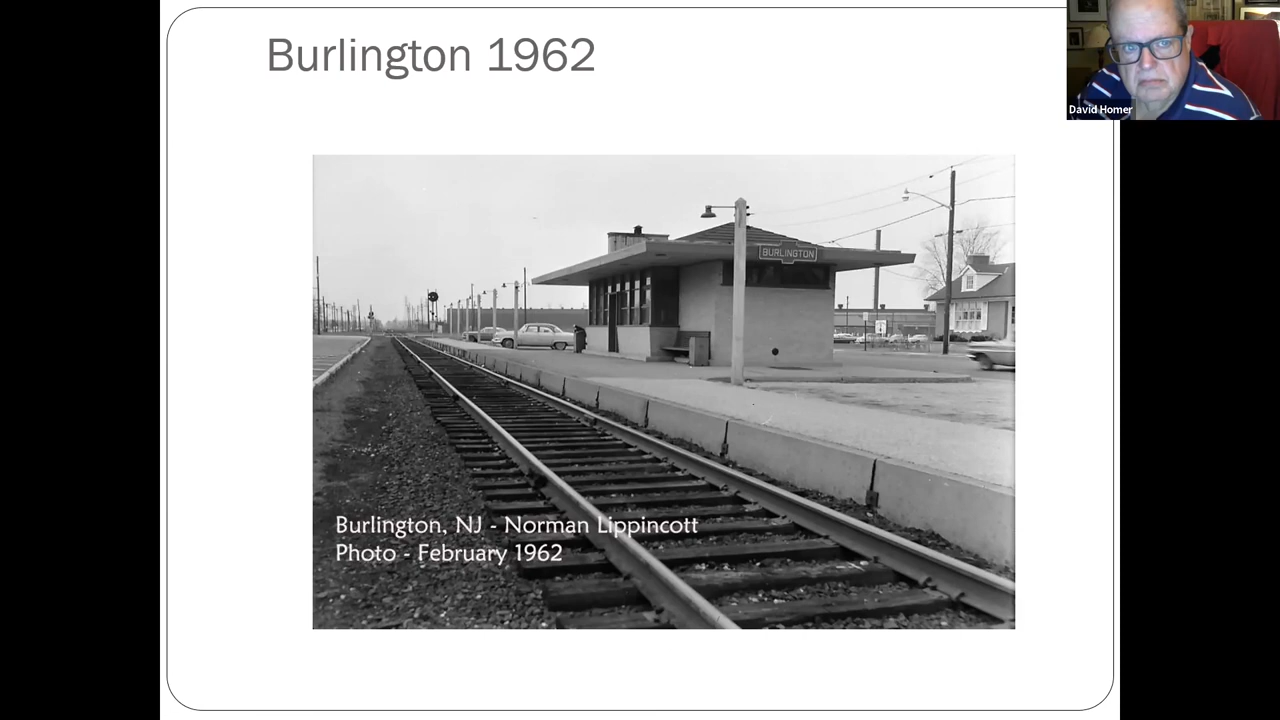 Burlington 1962
David Homer
BURLINGTON
Burlington, NJ - Norman Lippincott
Photo - February 1962